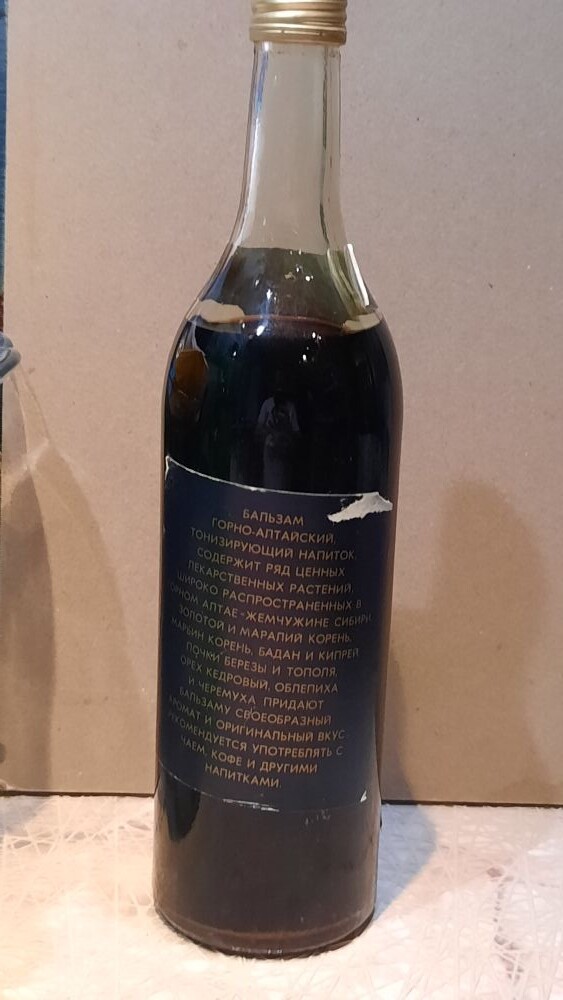 БАЛЬЗАМ
ГОРНО-АЛТАЙСКИЙ,
ТОНИЗИРУЮЩИЙ НАПИТОК.
СОДЕРЖИТ РЯД ЦЕННЫХ
ЛЕКАРСТВЕННЫХ РАСТЕНИЙ,
ШИРОКО РАСПРОСТРАНЕННЫХ В
ГОРНОМ АЛТАЕ-ЖЕМЧУЖИНЕ СИБИРИ
ЗОЛОТОЙ И МАРАЛИЙ КОРЕНЬ,
МАРЬИН КОРЕНЬ, БАДАН И КИПРЕЙ
ПОЧКИ БЕРЕЗЫ И ТОПОЛЯ,
ОРЕХ КЕДРОВЫЙ, ОБЛЕПИХА
И ЧЕРЕМУХА ПРИДАЮТ
БАЛЬЗАМУ СВОЕОБРАЗНЫЙ
АРОМАТ И ОРИГИНАЛЬНЫЙ ВКУС.
РЕКОМЕНДУЕТСЯ УПОТРЕБЛЯТЬ С
ЧАЕМ, КОФЕ И ДРУГИМИ
НАПИТКАМИ.